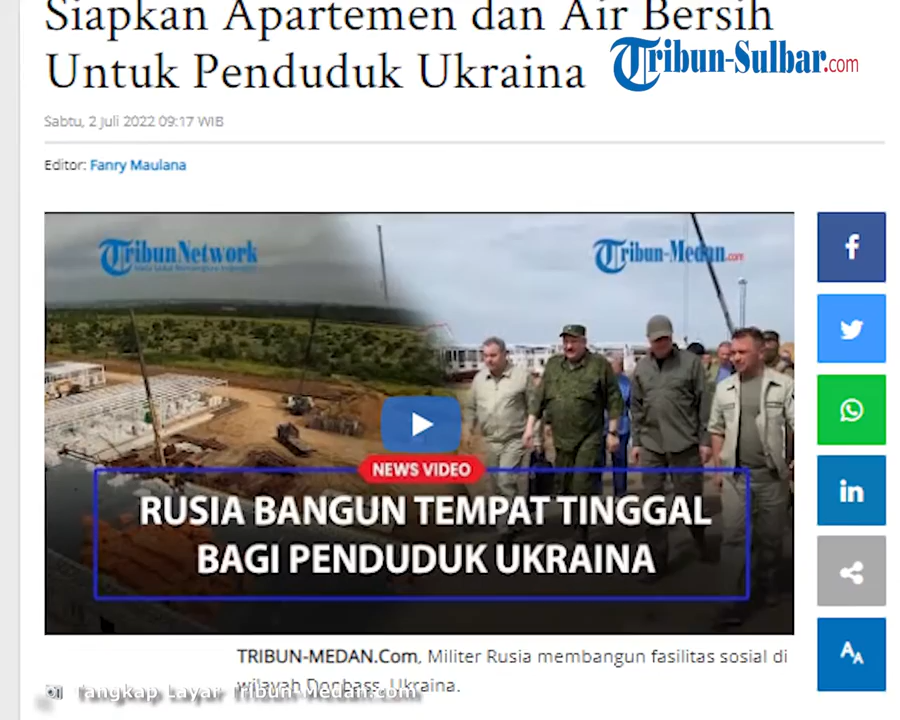 Siapkan Apartemen dan Air Bersih
Untuk Penduduk Ukraina
Tribun-Sulbar.com
Sabtu, 2 Juli 2022 09:17 WIB
Editor: Fanry Maulana
TribunNetwork
Tribun-Medan.com
NEWS VIDEO
RUSIA BANGUN TEMPAT TINGGAL
BAGI PENDUDUK UKRAINA
TRIBUN-MEDAN.Com, Militer Rusia membangun fasilitas sosial di
wilayah Donbass, Ukraina.
Tangkap Layar Tribun-Medan.com
f
in
AA